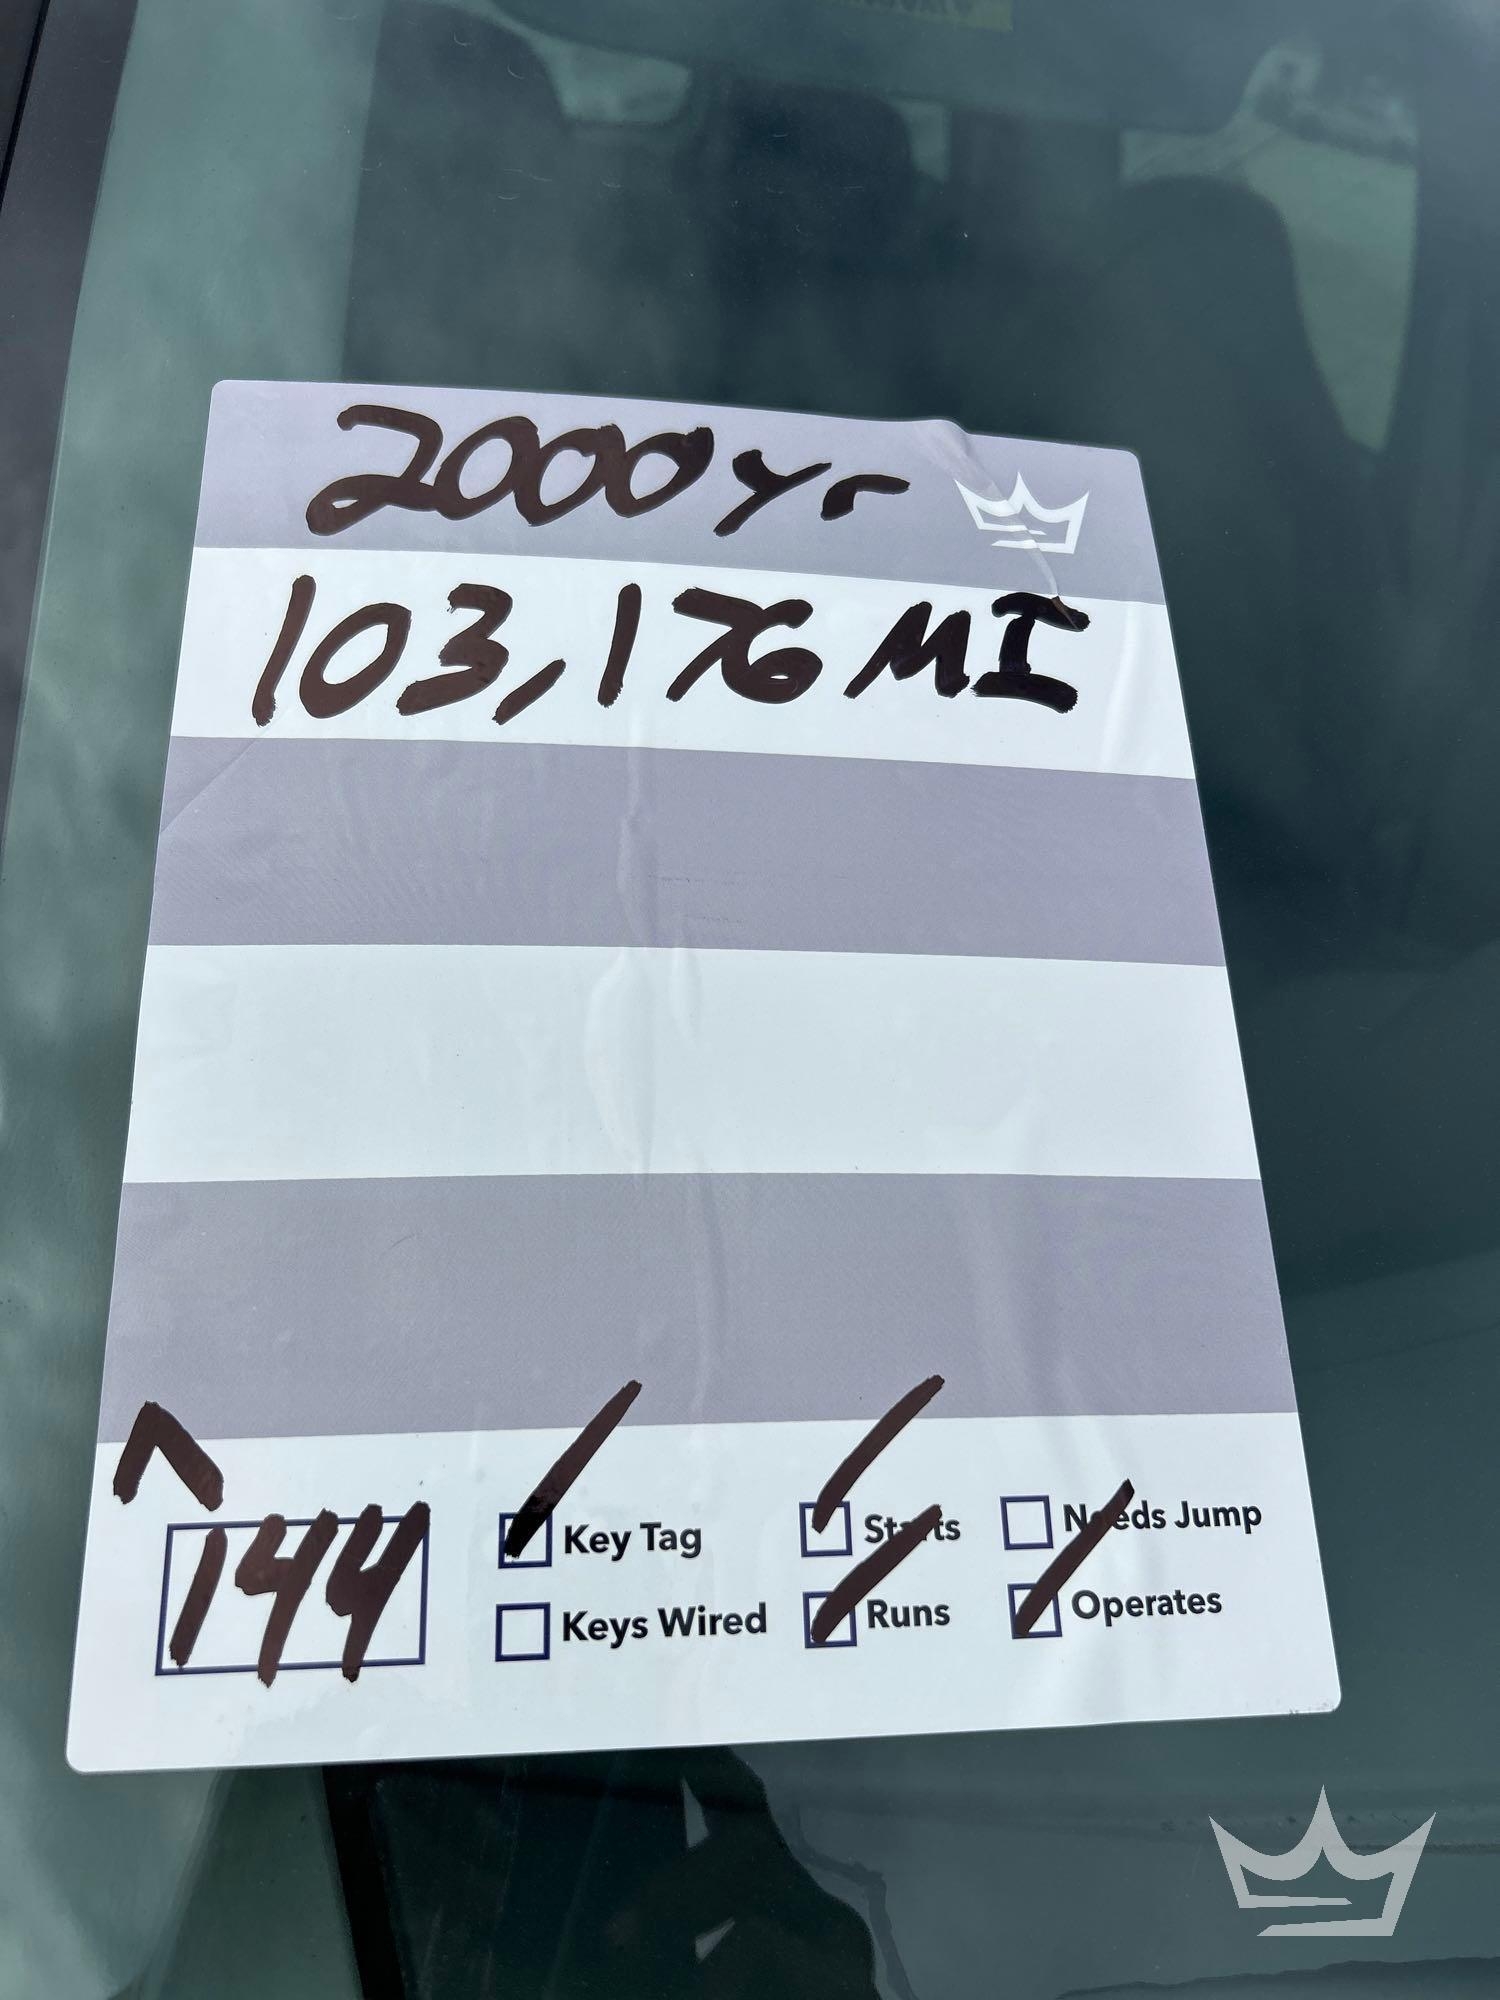 2000 yr
103,176 MI
144
Key Tag
Starts
Needs Jump
Keys Wired
Runs
Operates